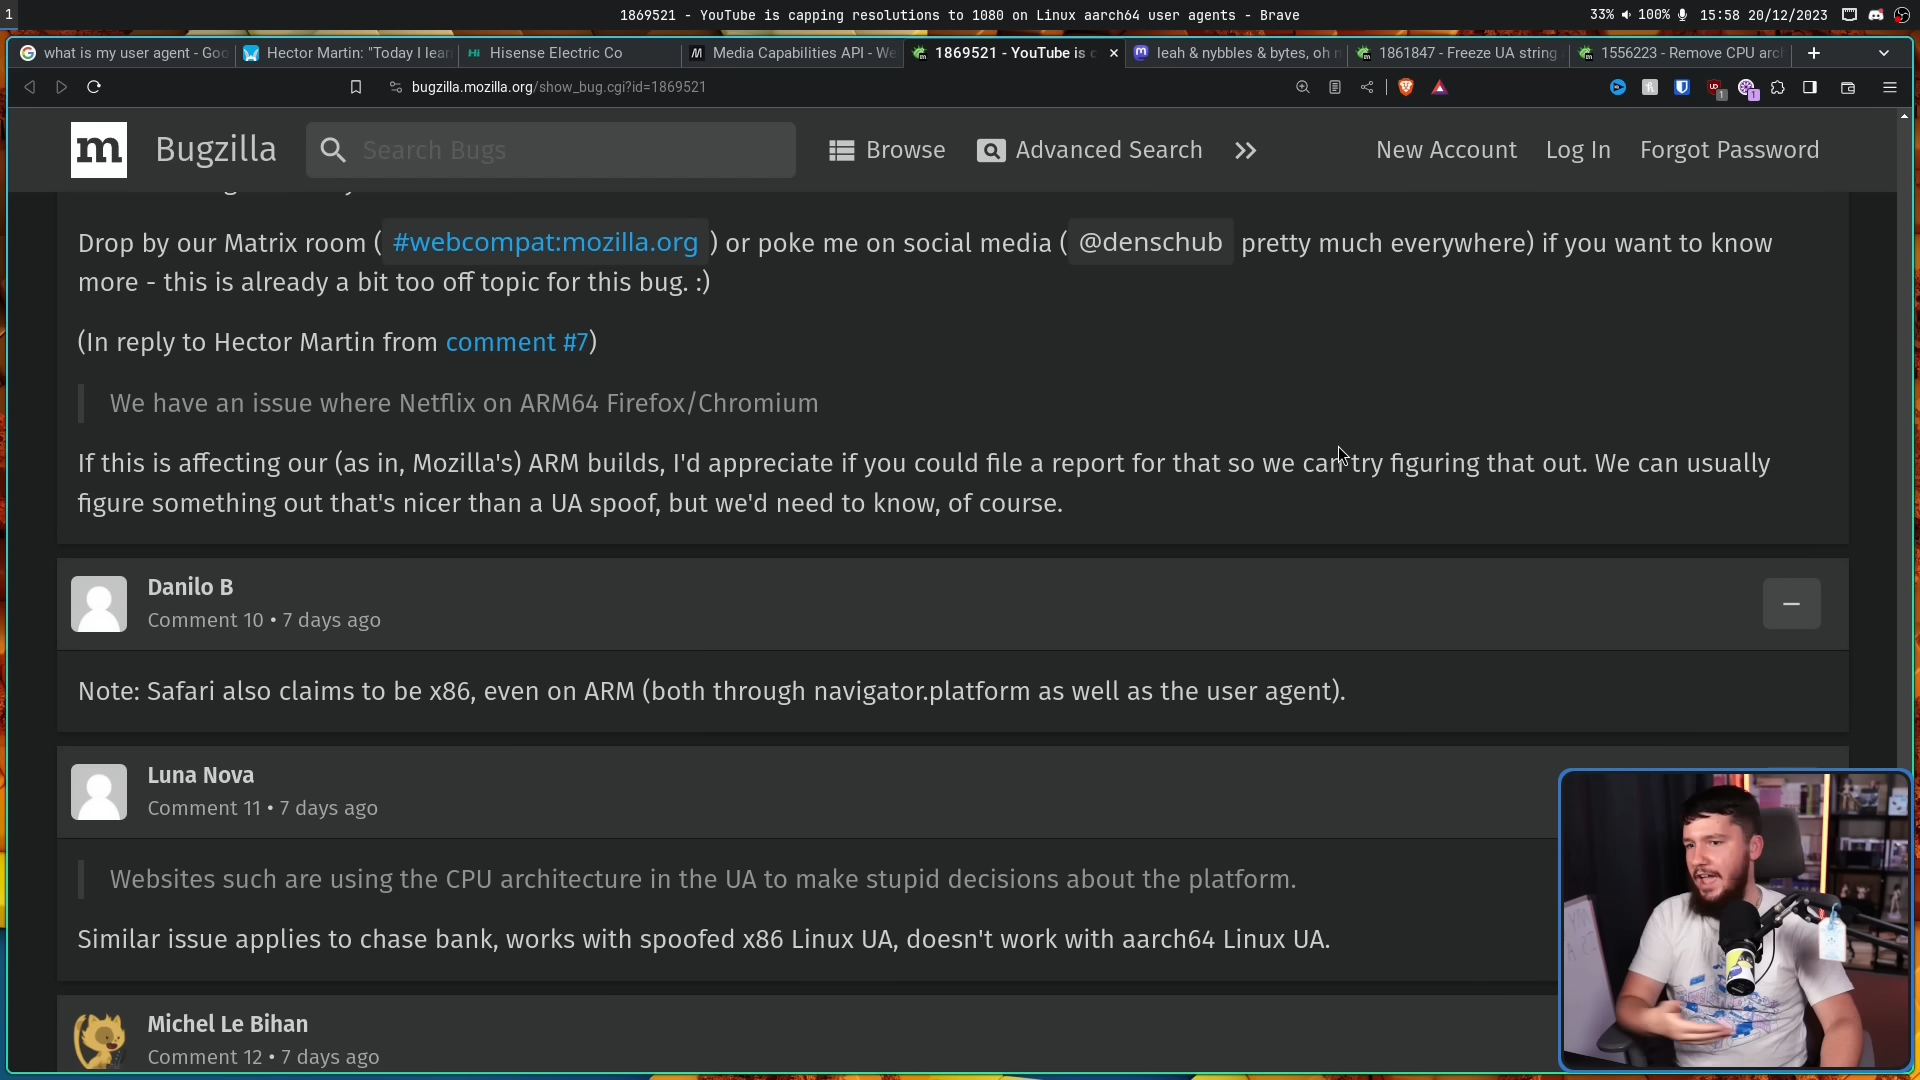 1
1869521 - YouTube is capping resolutions to 1080 on Linux aarch64 user agents - Brave
33% 100% 15:58 20/12/2023
what is my user agent - Goo
Hector Martin: "Today I lear
Hisense Electric Co
Media Capabilities API - We
1869521 - YouTube is c
leah & nybbles & bytes, oh n
1861847 - Freeze UA string
1556223 - Remove CPU arc
bugzilla.mozilla.org/show_bug.cgi?id=1869521
m Bugzilla
Search Bugs
Browse
Advanced Search
New Account
Log In
Forgot Password
Drop by our Matrix room ( #webcompat:mozilla.org ) or poke me on social media ( @denschub pretty much everywhere) if you want to know
more - this is already a bit too off topic for this bug. :)
(In reply to Hector Martin from comment #7)
We have an issue where Netflix on ARM64 Firefox/Chromium
If this is affecting our (as in, Mozilla's) ARM builds, I'd appreciate if you could file a report for that so we can try figuring that out. We can usually
figure something out that's nicer than a UA spoof, but we'd need to know, of course.
Danilo B
Comment 10 • 7 days ago
Note: Safari also claims to be x86, even on ARM (both through navigator.platform as well as the user agent).
Luna Nova
Comment 11 • 7 days ago
Websites such are using the CPU architecture in the UA to make stupid decisions about the platform.
Similar issue applies to chase bank, works with spoofed x86 Linux UA, doesn't work with aarch64 Linux UA.
Michel Le Bihan
Comment 12 • 7 days ago